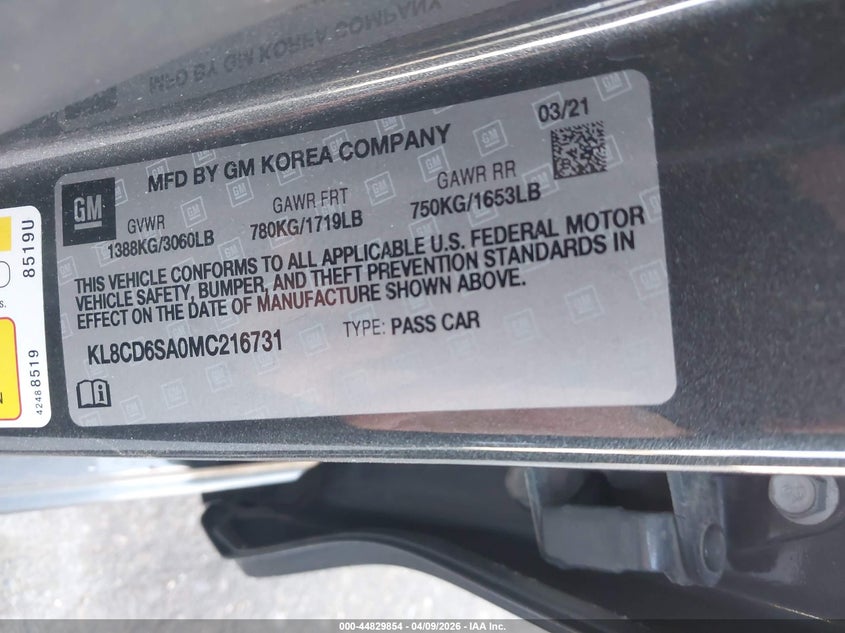 MFD BY GM KOREA COMPANY
03/21
GM
GVWR
1388KG/3060LB
GAWR FRT
780KG/1719LB
GAWR RR
750KG/1653LB
THIS VEHICLE CONFORMS TO ALL APPLICABLE U.S. FEDERAL MOTOR
VEHICLE SAFETY, BUMPER, AND THEFT PREVENTION STANDARDS IN
EFFECT ON THE DATE OF MANUFACTURE SHOWN ABOVE.
KL8CD6SA0MC216731
TYPE: PASS CAR
8519U
42488519
000-44829854 - 04/09/2026 - IAA Inc.